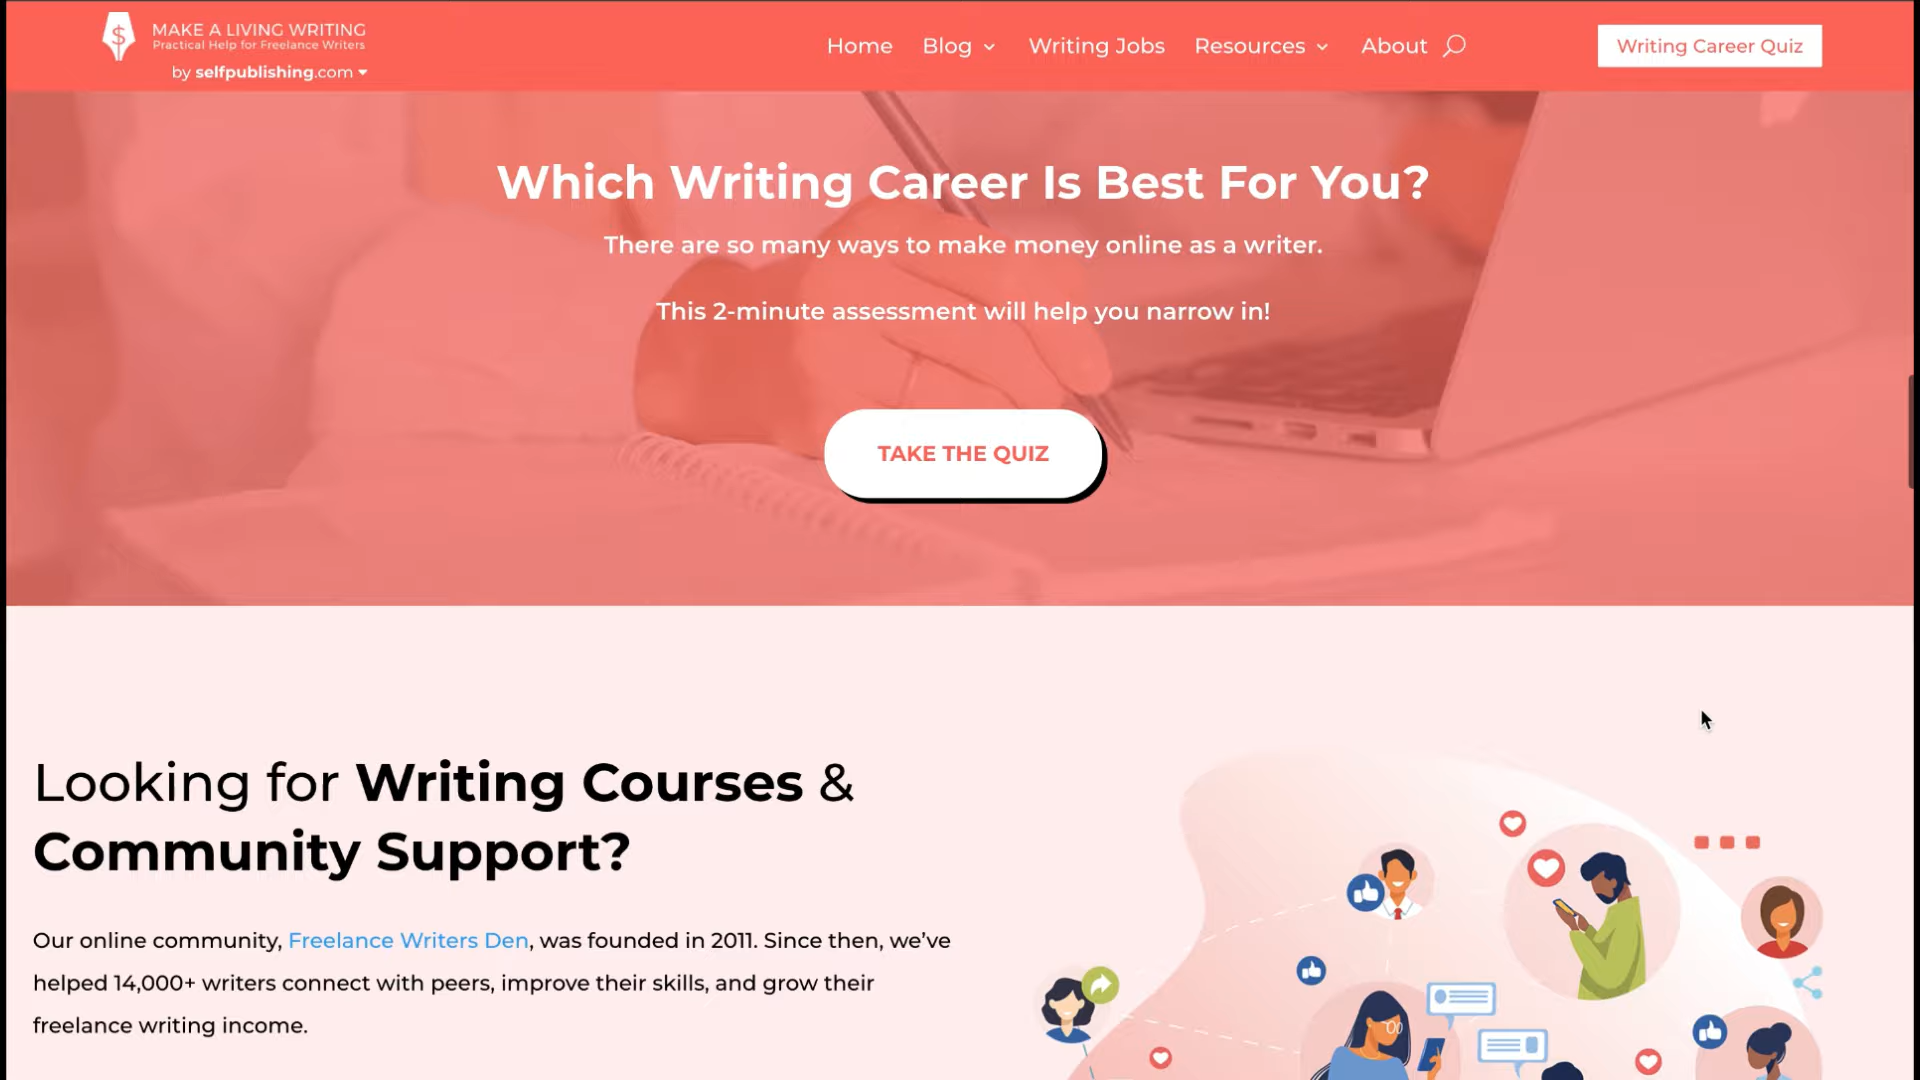 MAKE A LIVING WRITING
Practical Help for Freelance Writers
by selfpublishing.com
Home
Blog
Writing Jobs
Resources
About
Writing Career Quiz
Which Writing Career Is Best For You?
There are so many ways to make money online as a writer.
This 2-minute assessment will help you narrow in!
TAKE THE QUIZ
Looking for Writing Courses &
Community Support?
Our online community, Freelance Writers Den, was founded in 2011. Since then, we’ve
helped 14,000+ writers connect with peers, improve their skills, and grow their
freelance writing income.